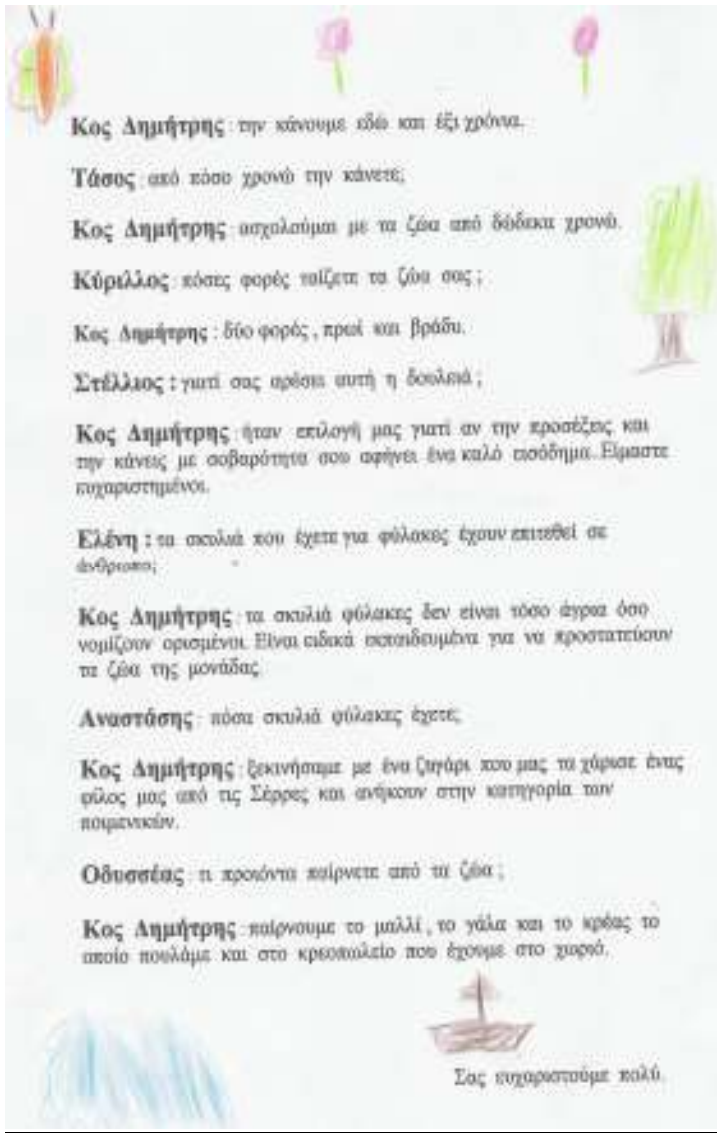 Κος Δημήτρης: την κάνουμε εδώ και έξι χρόνια.
Τάσος: από πόσο χρονώ την κάνετε;
Κος Δημήτρης: ασχολούμαι με τα ζώα από δώδεκα χρονώ.
Κύριλλος: πόσες φορές ταΐζετε τα ζώα σας;
Κος Δημήτρης: δύο φορές, πρωί και βράδυ.
Στέλλιος: γιατί σας αρέσει αυτή η δουλειά;
Κος Δημήτρης: ήταν επιλογή μας γιατί αν την προσέξεις και
την κάνεις με σοβαρότητα σου αφήνει ένα καλό εισόδημα. Είμαστε
ευχαριστημένοι.
Ελένη: τα σκυλιά που έχετε για φύλακες έχουν επιτεθεί σε
άνθρωπο;
Κος Δημήτρης: τα σκυλιά φύλακες δεν είναι τόσο άγρια όσο
νομίζουν ορισμένοι. Είναι ειδικά εκπαιδευμένα για να προστατεύουν
τα ζώα της μονάδας.
Αναστάσης: πόσα σκυλιά φύλακες έχετε;
Κος Δημήτρης: ξεκινήσαμε με ένα ζυγάρι που μας τα χάρισε ένας
φίλος μας από τις Σέρρες και ανήκουν στην κατηγορία των
ποιμενικών.
Οδυσσέας: τι προιόντα παίρνετε από τα ζώα;
Κος Δημήτρης: παίρνουμε το μαλλί, το γάλα και το κρέας το
οποίο πουλάμε και στο κρεοπωλείο που έχουμε στο χωριό.
Σας ευχαριστούμε πολύ.